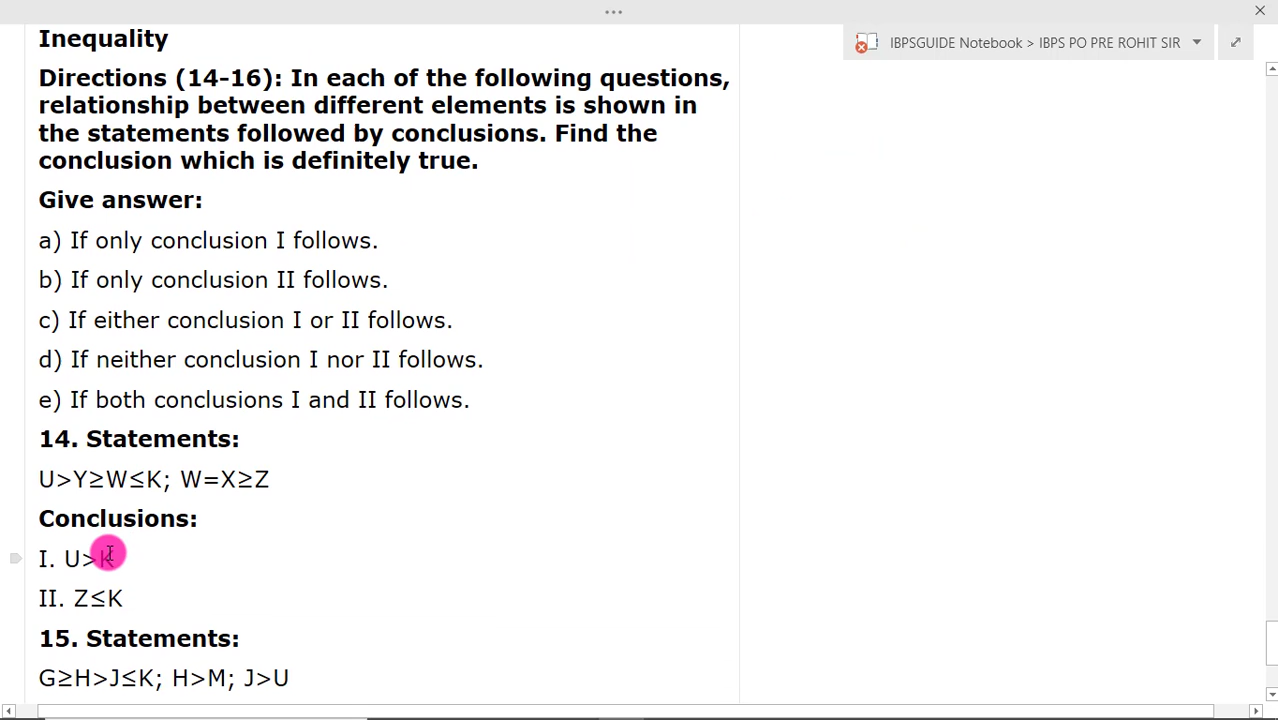 Inequality
IBPSGUIDE Notebook > IBPS PO PRE ROHIT SIR
Directions (14-16): In each of the following questions,
relationship between different elements is shown in
the statements followed by conclusions. Find the
conclusion which is definitely true.
Give answer:
a) If only conclusion I follows.
b) If only conclusion II follows.
c) If either conclusion I or II follows.
d) If neither conclusion I nor II follows.
e) If both conclusions I and II follows.
14. Statements:
U>Y≥W≤K; W=X≥Z
Conclusions:
I. U>K
II. Z≤K
15. Statements:
G≥H>J≤K; H>M; J>U